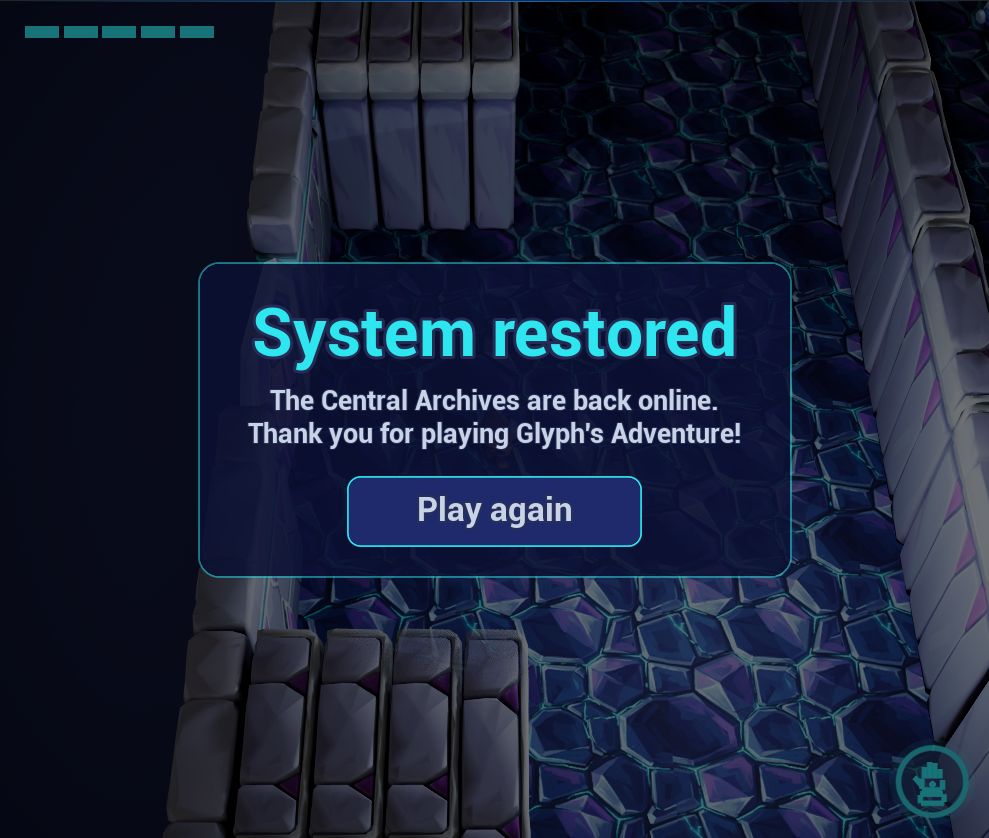 System restored
The Central Archives are back online.
Thank you for playing Glyph's Adventure!
Play again